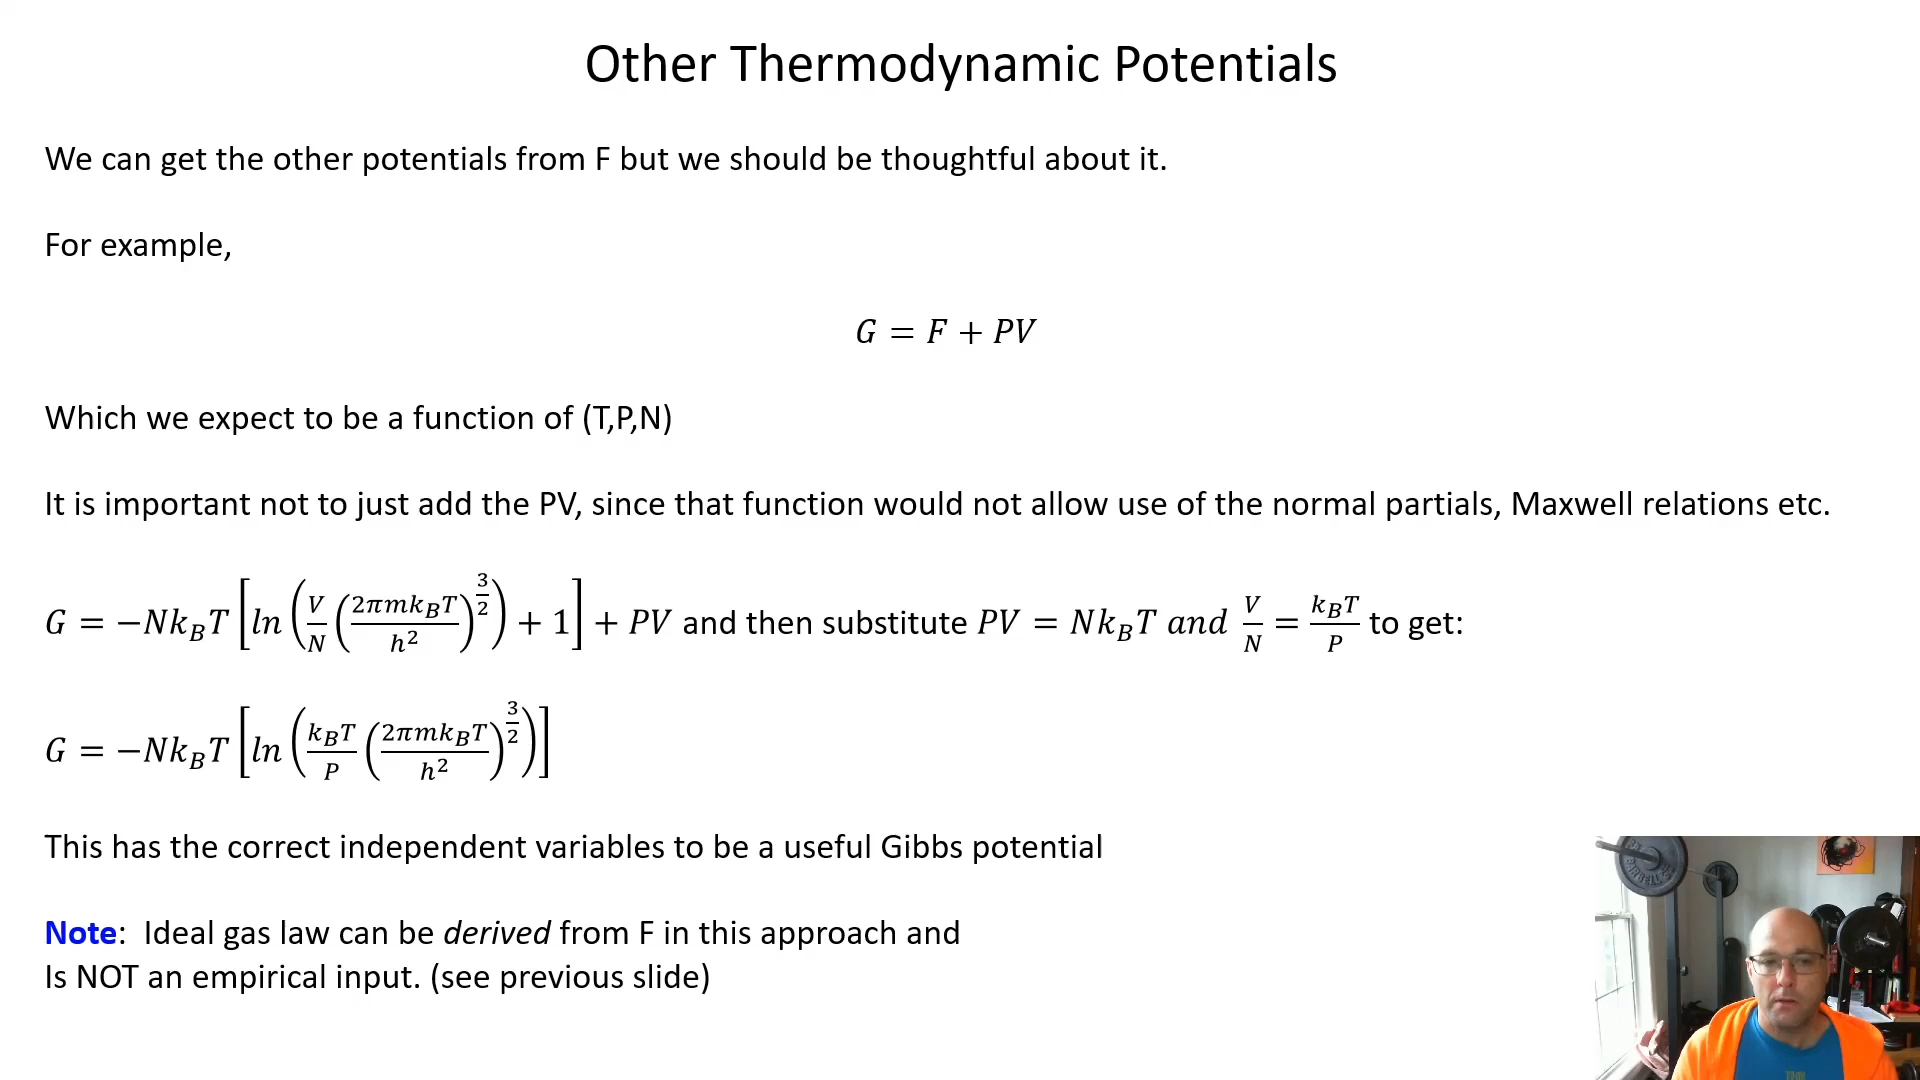 Other Thermodynamic Potentials
We can get the other potentials from F but we should be thoughtful about it.
For example,
G = F + PV
Which we expect to be a function of (T,P,N)
It is important not to just add the PV, since that function would not allow use of the normal partials, Maxwell relations etc.
G = −Nk_BT [ln (V/N (2πmk_BT/h²)^(3/2)) + 1] + PV and then substitute PV = Nk_BT and V/N = k_BT/P to get:
G = −Nk_BT [ln (k_BT/P (2πmk_BT/h²)^(3/2))]
This has the correct independent variables to be a useful Gibbs potential
Note: Ideal gas law can be derived from F in this approach and
Is NOT an empirical input. (see previous slide)